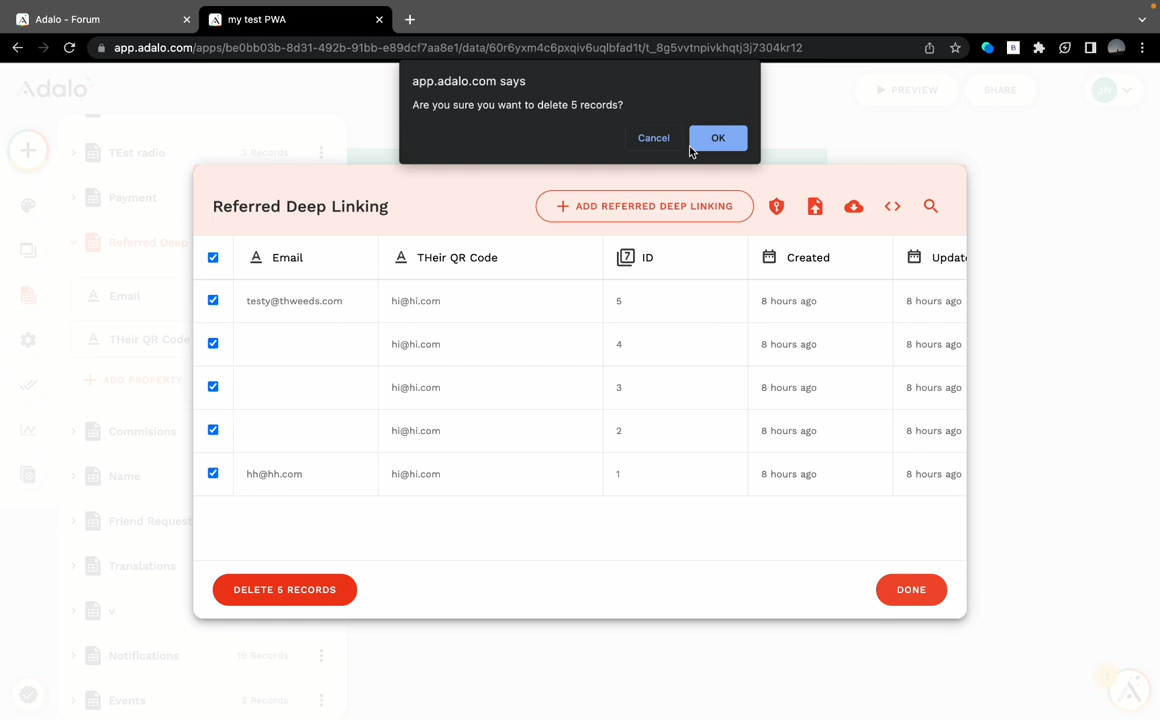 Adalo - Forum
my test PWA
app.adalo.com/apps/be0bb03b-8d31-492b-91bb-e89dcf7aa8e1/data/60r6yxm4c6pxqiv6uqlbfad1t/t_8g5vvtnpivkhqtj3j7304kr12
app.adalo.com says
Are you sure you want to delete 5 records?
Cancel
OK
Adalo
PREVIEW
SHARE
JN
TEst radio
3 Records
Payment
Referred Deep
Email
THeir QR Code
ADD PROPERTY
Commisions
Name
Friend Request
Translations
v
Notifications
15 Records
Events
2 Records
Referred Deep Linking
ADD REFERRED DEEP LINKING
Email
THeir QR Code
7 ID
Created
Update
testy@thweeds.com
hi@hi.com
5
8 hours ago
8 hours ago
hi@hi.com
4
8 hours ago
8 hours ago
hi@hi.com
3
8 hours ago
8 hours ago
hi@hi.com
2
8 hours ago
8 hours ago
hh@hh.com
hi@hi.com
1
8 hours ago
8 hours ago
DELETE 5 RECORDS
DONE